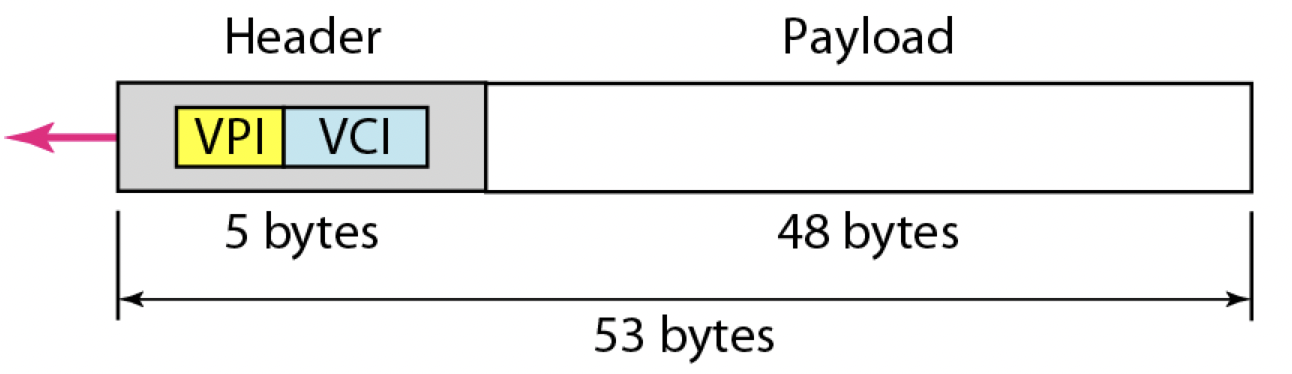 Header Payload
VPI VCI
5 bytes 48 bytes
53 bytes